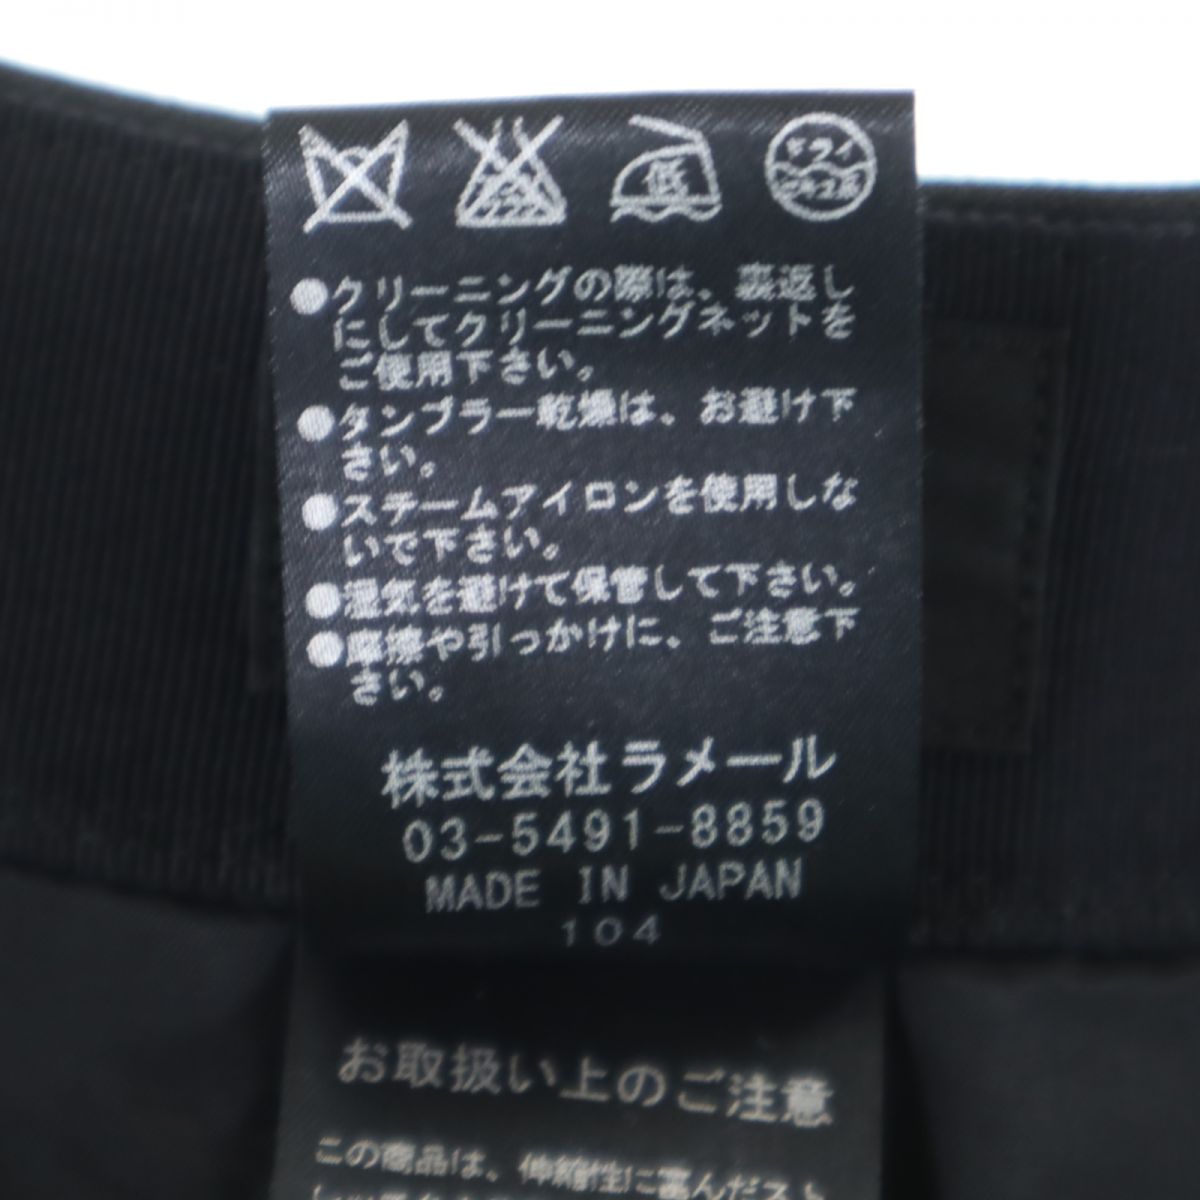 低
ドライ
セキユ系
●クリーニングの際は、裏返し
にしてクリーニングネットを
ご使用下さい。
●タンブラー乾燥は、お避け下
さい。
●スチームアイロンを使用しな
いで下さい。
●湿気を避けて保管して下さい。
●摩擦や引っかけに、ご注意下
さい。
株式会社ラメール
03-5491-8859
MADE IN JAPAN
104
お取扱い上のご注意
この商品は、伸縮性に富んだスト